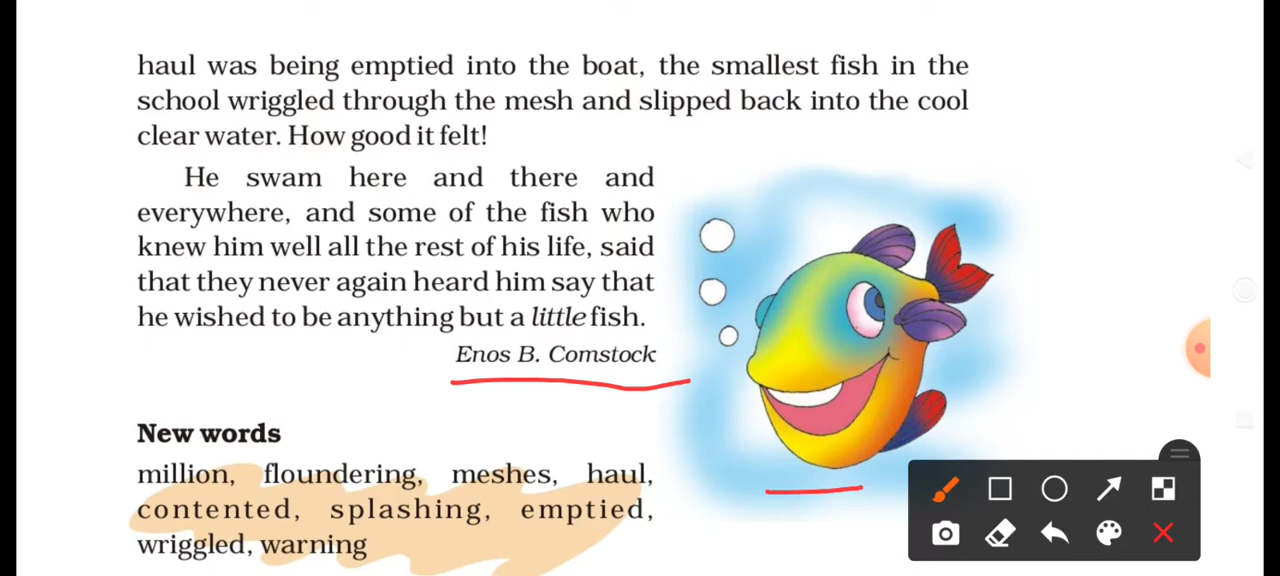 haul was being emptied into the boat, the smallest fish in the
school wriggled through the mesh and slipped back into the cool
clear water. How good it felt!
He swam here and there and
everywhere, and some of the fish who
knew him well all the rest of his life, said
that they never again heard him say that
he wished to be anything but a little fish.
Enos B. Comstock
New words
million, floundering, meshes, haul,
contented, splashing, emptied,
wriggled, warning